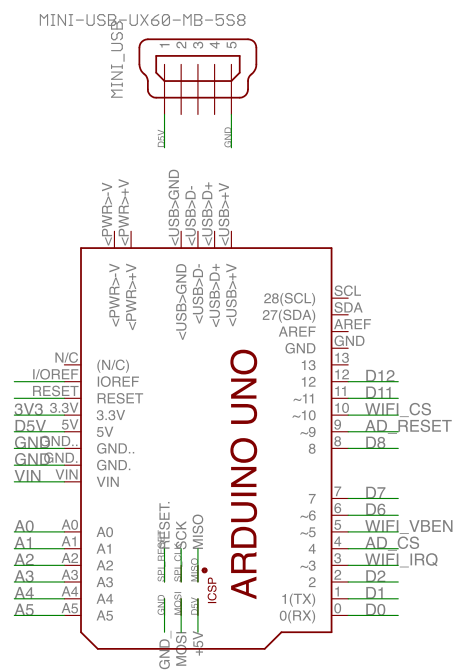 MINI-USB-UX60-MB-5S8
MINI_USB
1 2 3 4 5
D5V GND
<PWR>-V <PWR>+V <USB>GND <USB>D- <USB>D+ <USB>+V
<PWR>-V <PWR>+V <USB>GND <USB>D- <USB>D+ <USB>+V
28(SCL) SCL
27(SDA) SDA
AREF AREF
GND GND
13 13
N/C (N/C)
I/OREF IOREF 12 12 D12
RESET RESET ~11 11 D11
3V3 3.3V 3.3V ~10 10 WIFI_CS
D5V 5V 5V ~9 9 AD_RESET
GND GND.. GND.. 8 8 D8
GND GND. GND.
VIN VIN VIN
7 7 D7
~6 6 D6
A0 A0 A0 ~5 5 WIFI_VBEN
A1 A1 A1 4 4 AD_CS
A2 A2 A2 ~3 3 WIFI_IRQ
A3 A3 A3 2 2 D2
A4 A4 A4 1(TX) 1 D1
A5 A5 A5 0(RX) 0 D0
ARDUINO UNO
RESET. SCK MISO
SPI_RESET SPI_CLK MISO
ICSP
GND MOSI D5V
GND_ MOSI +5V